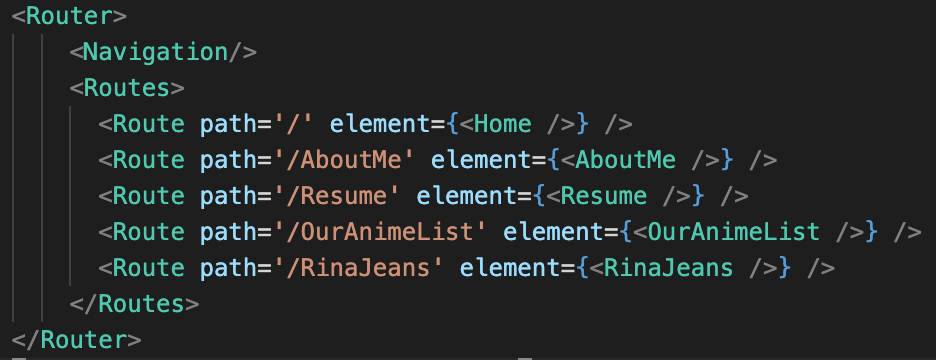 <Router>
<Navigation/>
<Routes>
<Route path='/' element={<Home />} />
<Route path='/AboutMe' element={<AboutMe />} />
<Route path='/Resume' element={<Resume />} />
<Route path='/OurAnimeList' element={<OurAnimeList />} />
<Route path='/RinaJeans' element={<RinaJeans />} />
</Routes>
</Router>